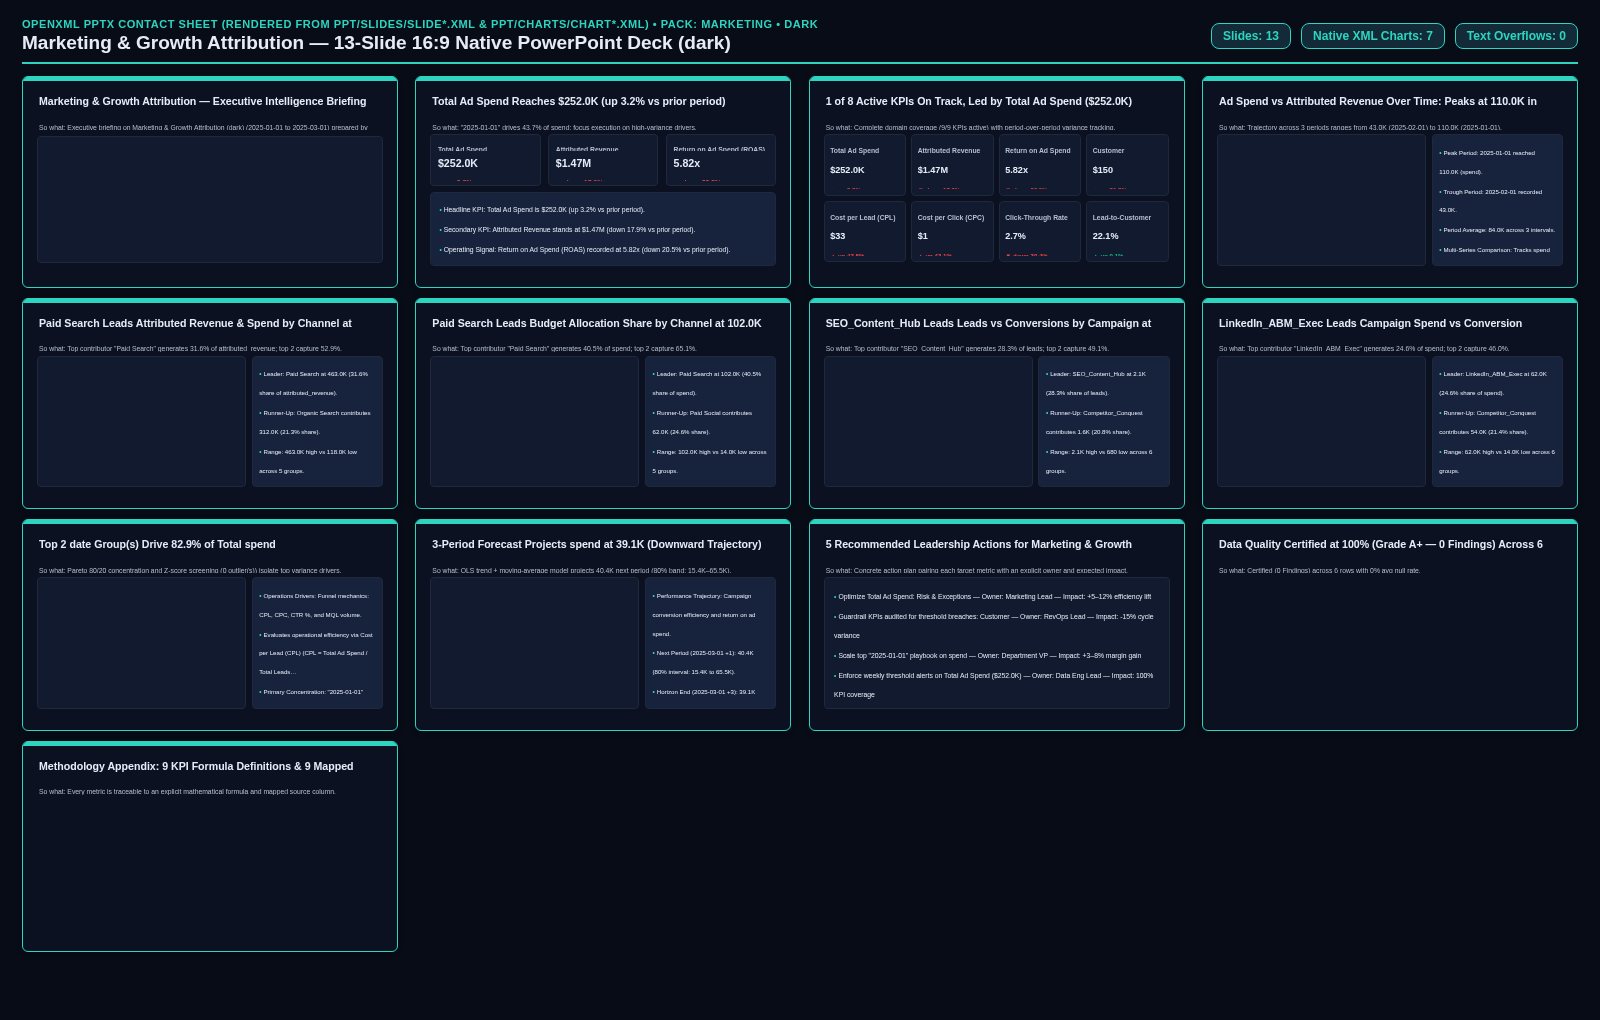 OPENXML PPTX CONTACT SHEET (RENDERED FROM PPT/SLIDES/SLIDE*.XML & PPT/CHARTS/CHART*.XML) • PACK: MARKETING • DARK
Marketing & Growth Attribution — 13-Slide 16:9 Native PowerPoint Deck (dark)
Slides: 13
Native XML Charts: 7
Text Overflows: 0
Marketing & Growth Attribution — Executive Intelligence Briefing
So what: Executive briefing on Marketing & Growth Attribution (dark) (2025-01-01 to 2025-03-01) prepared by
Total Ad Spend Reaches $252.0K (up 3.2% vs prior period)
So what: "2025-01-01" drives 43.7% of spend; focus execution on high-variance drivers.
Total Ad Spend
$252.0K
Attributed Revenue
$1.47M
Return on Ad Spend (ROAS)
5.82x
• Headline KPI: Total Ad Spend is $252.0K (up 3.2% vs prior period).
• Secondary KPI: Attributed Revenue stands at $1.47M (down 17.9% vs prior period).
• Operating Signal: Return on Ad Spend (ROAS) recorded at 5.82x (down 20.5% vs prior period).
1 of 8 Active KPIs On Track, Led by Total Ad Spend ($252.0K)
So what: Complete domain coverage (9/9 KPIs active) with period-over-period variance tracking.
Total Ad Spend
$252.0K
Attributed Revenue
$1.47M
Return on Ad Spend
5.82x
Customer
$150
Cost per Lead (CPL)
$33
Cost per Click (CPC)
$1
Click-Through Rate
2.7%
Lead-to-Customer
22.1%
Ad Spend vs Attributed Revenue Over Time: Peaks at 110.0K in
So what: Trajectory across 3 periods ranges from 43.0K (2025-02-01) to 110.0K (2025-01-01).
• Peak Period: 2025-01-01 reached
110.0K (spend).
• Trough Period: 2025-02-01 recorded
43.0K.
• Period Average: 84.0K across 3 intervals.
• Multi-Series Comparison: Tracks spend
Paid Search Leads Attributed Revenue & Spend by Channel at
So what: Top contributor "Paid Search" generates 31.6% of attributed_revenue; top 2 capture 52.9%.
• Leader: Paid Search at 463.0K (31.6%
share of attributed_revenue).
• Runner-Up: Organic Search contributes
312.0K (21.3% share).
• Range: 463.0K high vs 118.0K low
across 5 groups.
Paid Search Leads Budget Allocation Share by Channel at 102.0K
So what: Top contributor "Paid Search" generates 40.5% of spend; top 2 capture 65.1%.
• Leader: Paid Search at 102.0K (40.5%
share of spend).
• Runner-Up: Paid Social contributes
62.0K (24.6% share).
• Range: 102.0K high vs 14.0K low across
5 groups.
SEO_Content_Hub Leads Leads vs Conversions by Campaign at
So what: Top contributor "SEO_Content_Hub" generates 28.3% of leads; top 2 capture 49.1%.
• Leader: SEO_Content_Hub at 2.1K
(28.3% share of leads).
• Runner-Up: Competitor_Conquest
contributes 1.6K (20.8% share).
• Range: 2.1K high vs 680 low across 6
groups.
LinkedIn_ABM_Exec Leads Campaign Spend vs Conversion
So what: Top contributor "LinkedIn_ABM_Exec" generates 24.6% of spend; top 2 capture 46.0%.
• Leader: LinkedIn_ABM_Exec at 62.0K
(24.6% share of spend).
• Runner-Up: Competitor_Conquest
contributes 54.0K (21.4% share).
• Range: 62.0K high vs 14.0K low across 6
groups.
Top 2 date Group(s) Drive 82.9% of Total spend
So what: Pareto 80/20 concentration and Z-score screening (0 outlier(s)) isolate top variance drivers.
• Operations Drivers: Funnel mechanics:
CPL, CPC, CTR %, and MQL volume.
• Evaluates operational efficiency via Cost
per Lead (CPL) (CPL = Total Ad Spend /
Total Leads…
• Primary Concentration: "2025-01-01"
3-Period Forecast Projects spend at 39.1K (Downward Trajectory)
So what: OLS trend + moving-average model projects 40.4K next period (80% band: 15.4K–65.5K).
• Performance Trajectory: Campaign
conversion efficiency and return on ad
spend.
• Next Period (2025-03-01 +1): 40.4K
(80% interval: 15.4K to 65.5K).
• Horizon End (2025-03-01 +3): 39.1K
5 Recommended Leadership Actions for Marketing & Growth
So what: Concrete action plan pairing each target metric with an explicit owner and expected impact.
• Optimize Total Ad Spend: Risk & Exceptions — Owner: Marketing Lead — Impact: +5–12% efficiency lift
• Guardrail KPIs audited for threshold breaches: Customer — Owner: RevOps Lead — Impact: -15% cycle
variance
• Scale top "2025-01-01" playbook on spend — Owner: Department VP — Impact: +3–8% margin gain
• Enforce weekly threshold alerts on Total Ad Spend ($252.0K) — Owner: Data Eng Lead — Impact: 100%
KPI coverage
Data Quality Certified at 100% (Grade A+ — 0 Findings) Across 6
So what: Certified (0 Findings) across 6 rows with 0% avg null rate.
Methodology Appendix: 9 KPI Formula Definitions & 9 Mapped
So what: Every metric is traceable to an explicit mathematical formula and mapped source column.